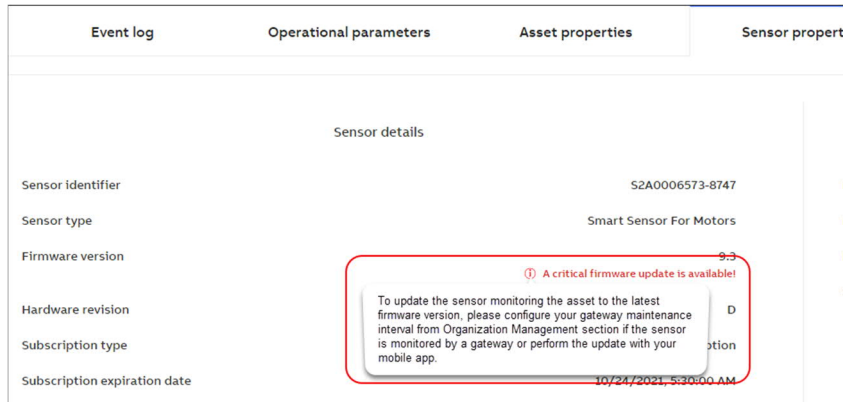 Event log Operational parameters Asset properties Sensor propert
Sensor details
Sensor identifier S2A0006573-8747
Sensor type Smart Sensor For Motors
Firmware version 9.3
A critical firmware update is available!
To update the sensor monitoring the asset to the latest
firmware version, please configure your gateway maintenance
interval from Organization Management section if the sensor
is monitored by a gateway or perform the update with your
mobile app.
Hardware revision D
Subscription type ption
Subscription expiration date 10/24/2021, 5:30:00 AM